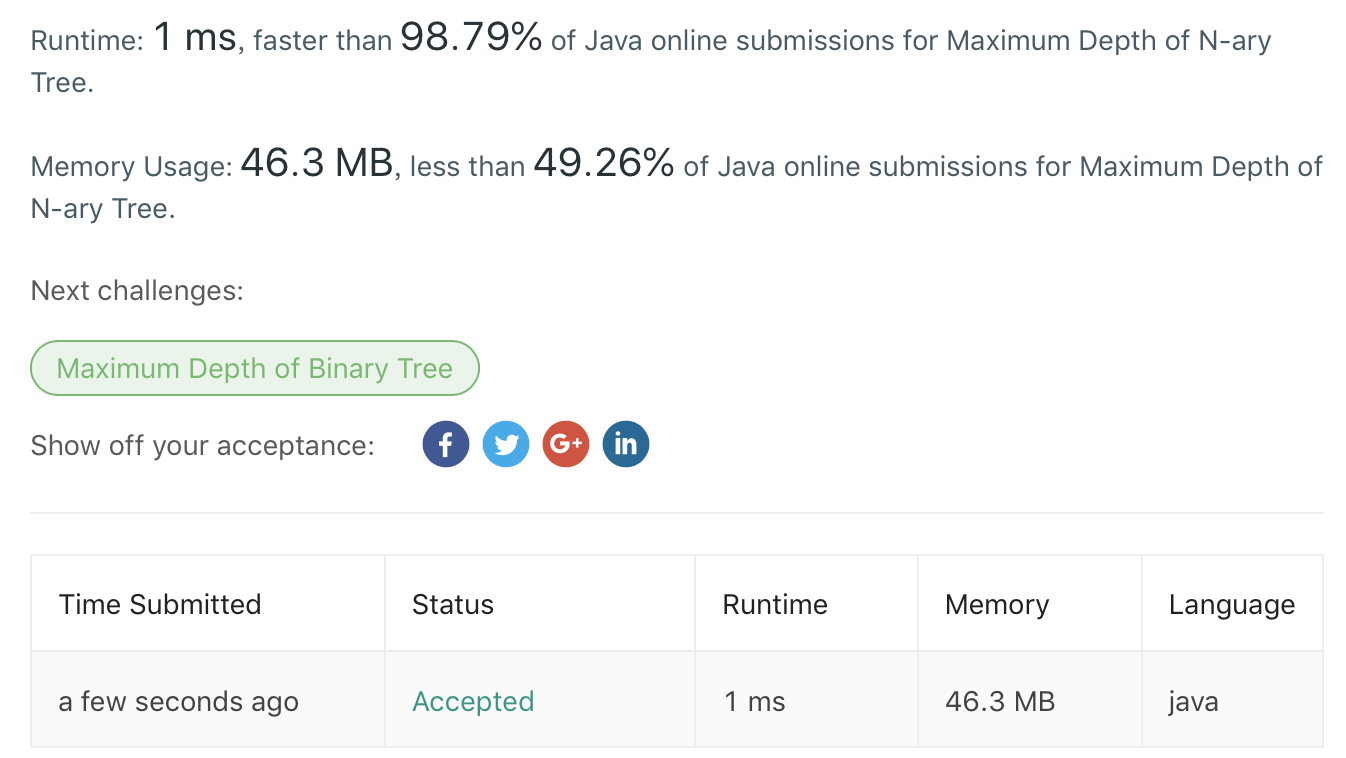 Runtime: 1 ms, faster than 98.79% of Java online submissions for Maximum Depth of N-ary
Tree.
Memory Usage: 46.3 MB, less than 49.26% of Java online submissions for Maximum Depth of
N-ary Tree.
Next challenges:
Maximum Depth of Binary Tree
Show off your acceptance: f G+ in
Time Submitted Status Runtime Memory Language
a few seconds ago Accepted 1 ms 46.3 MB java